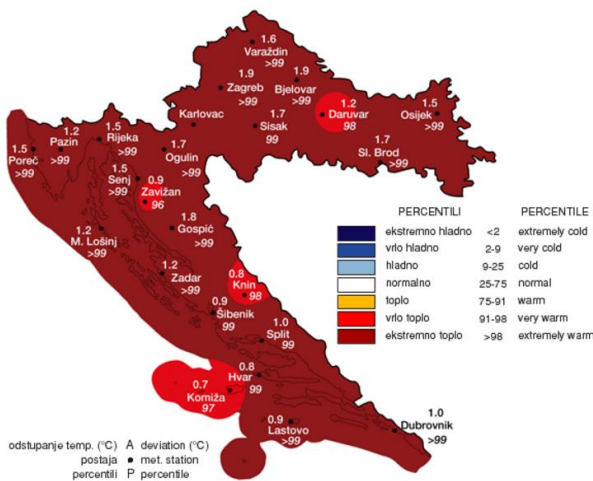 1.6
Varaždin
>99
1.9
Zagreb
>99
1.9
Bjelovar
>99
1.2
Daruvar
98
1.5
Osijek
>99
Karlovac
1.7
Sisak
99
1.7
Sl. Brod
>99
1.5
Poreč
>99
1.2
Pazin
>99
1.5
Rijeka
>99
1.7
Ogulin
>99
1.5
Senj
>99
0.9
Zavižan
96
1.8
Gospić
>99
1.2
M. Lošinj
>99
1.2
Zadar
>99
0.8
Knin
98
0.9
Šibenik
99
1.0
Split
99
0.8
Hvar
99
0.7
Komiža
97
0.9
Lastovo
>99
1.0
Dubrovnik
>99
PERCENTILI PERCENTILE
ekstremno hladno <2 extremely cold
vrlo hladno 2-9 very cold
hladno 9-25 cold
normalno 25-75 normal
toplo 75-91 warm
vrlo toplo 91-98 very warm
ekstremno toplo >98 extremely warm
odstupanje temp. (°C) A deviation (°C)
postaja • met. station
percentili P percentile